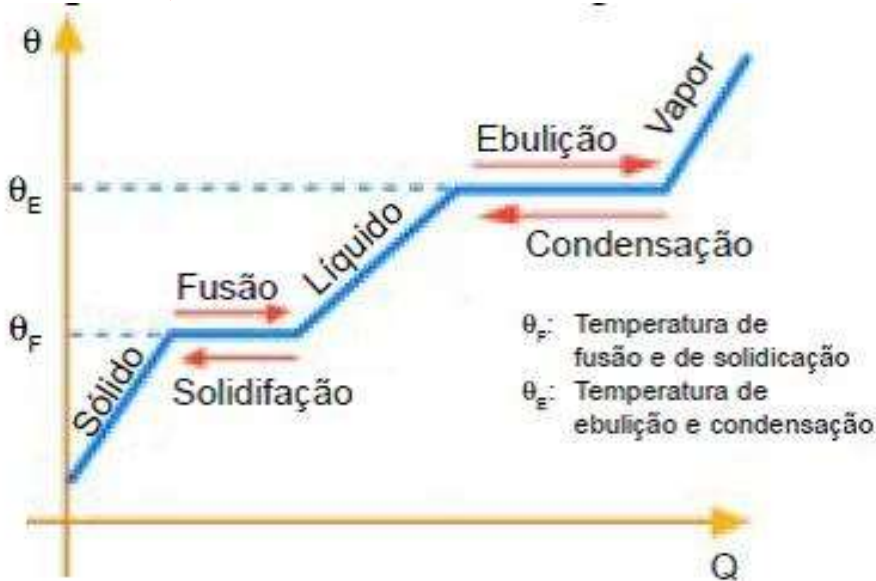 θ
Vapor
Ebulição
θE
Condensação
Líquido
Fusão
θF
Solidifação
Sólido
θF: Temperatura de
fusão e de solidicação
θE: Temperatura de
ebulição e condensação
Q